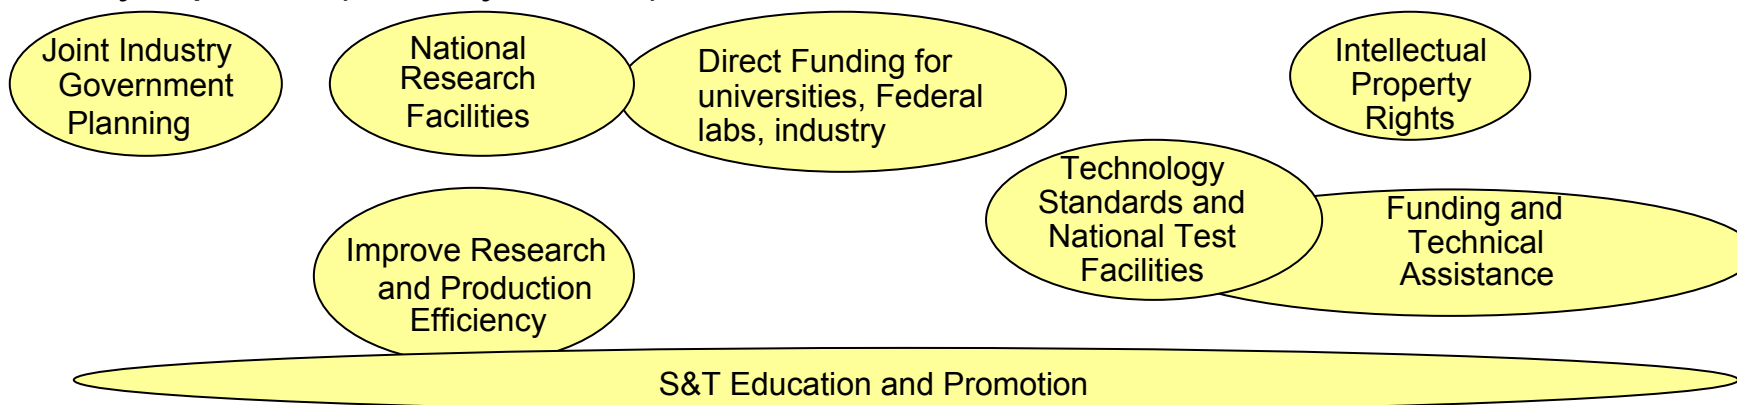 Joint Industry
Government
Planning
National
Research
Facilities
Direct Funding for
universities, Federal
labs, industry
Intellectual
Property
Rights
Technology
Standards and
National Test
Facilities
Funding and
Technical
Assistance
Improve Research
and Production
Efficiency
S&T Education and Promotion